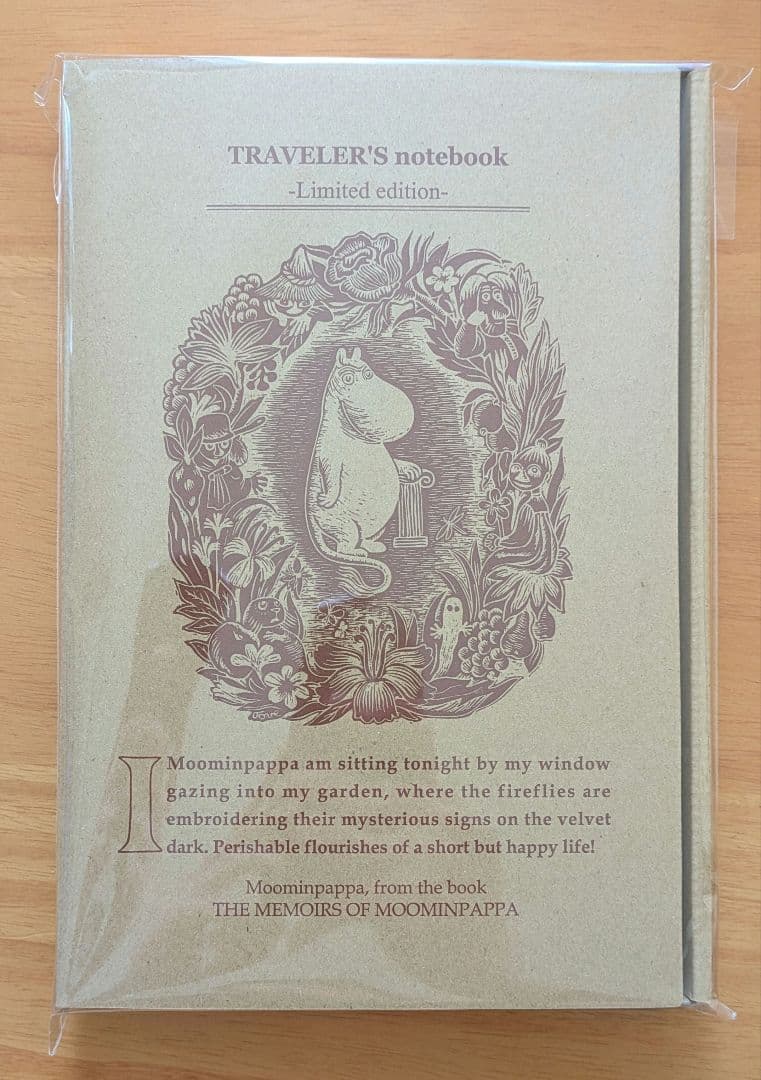 TRAVELER'S notebook
-Limited edition-
I Moominpappa am sitting tonight by my window
gazing into my garden, where the fireflies are
embroidering their mysterious signs on the velvet
dark. Perishable flourishes of a short but happy life!
Moominpappa, from the book
THE MEMOIRS OF MOOMINPAPPA